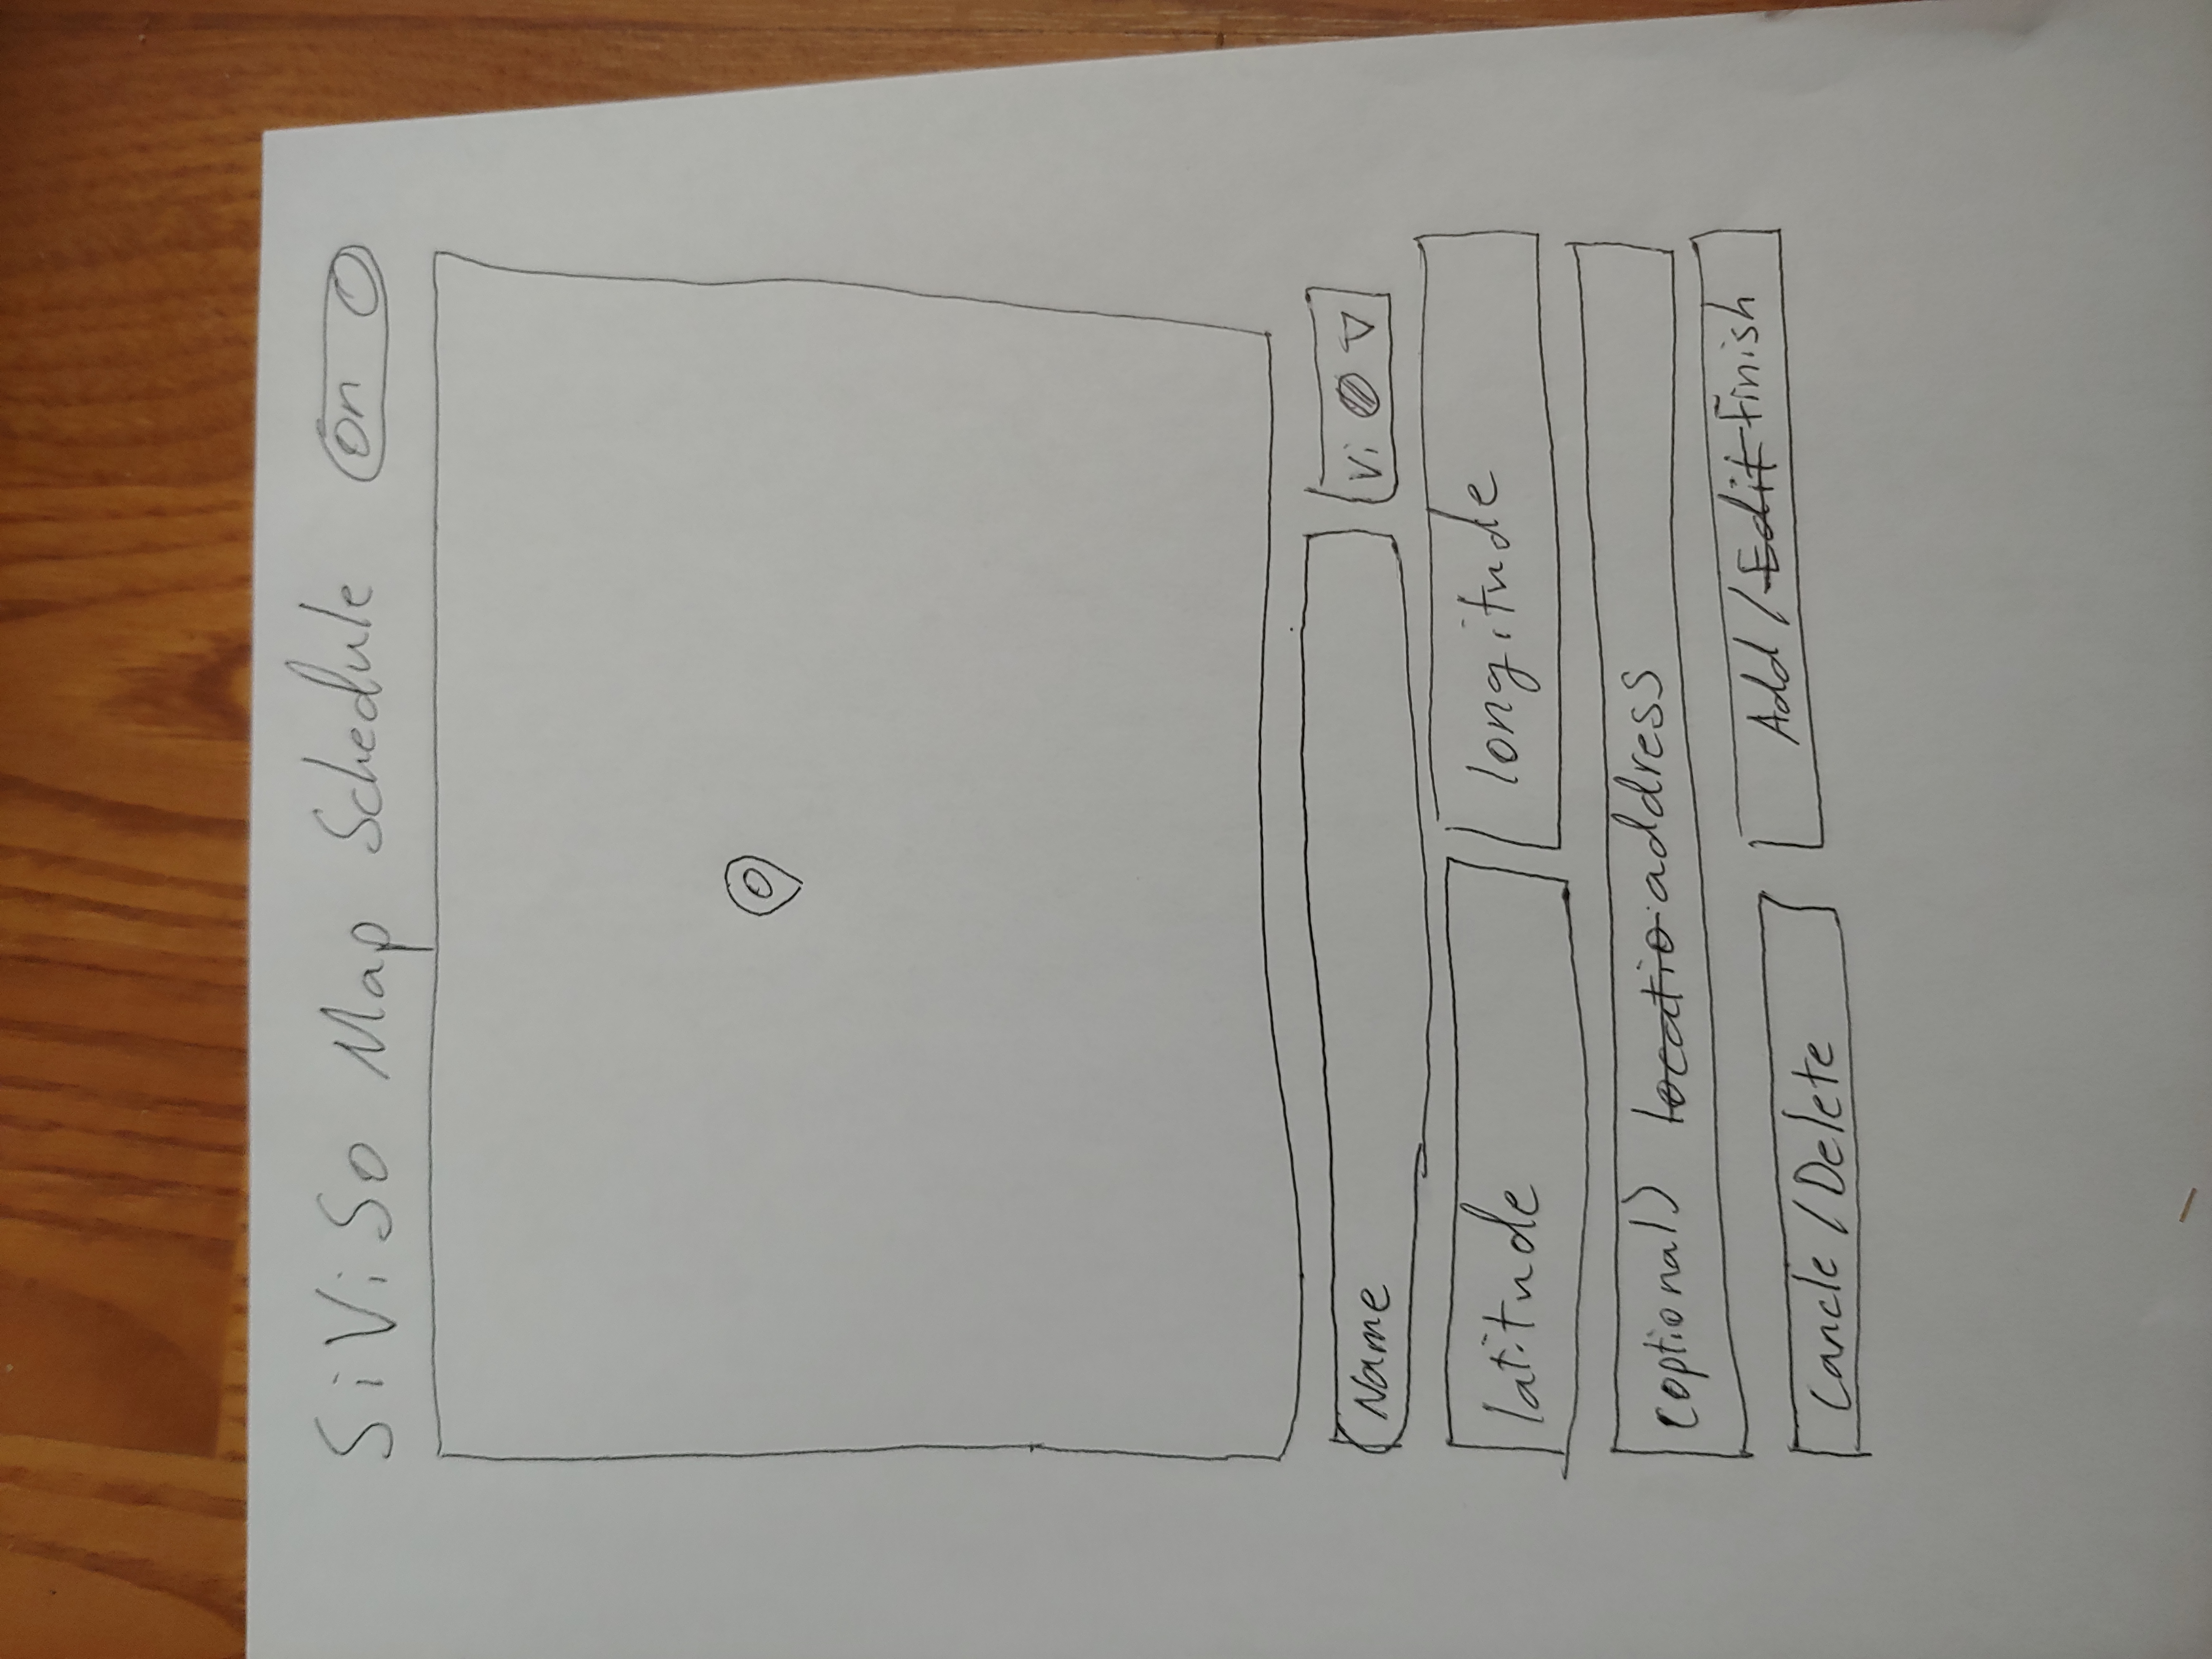 SiViSo Map Schedule On
Name Vi
latitude longitude
(optional) locatio address
Add / Edit Finish
Cancle / Delete